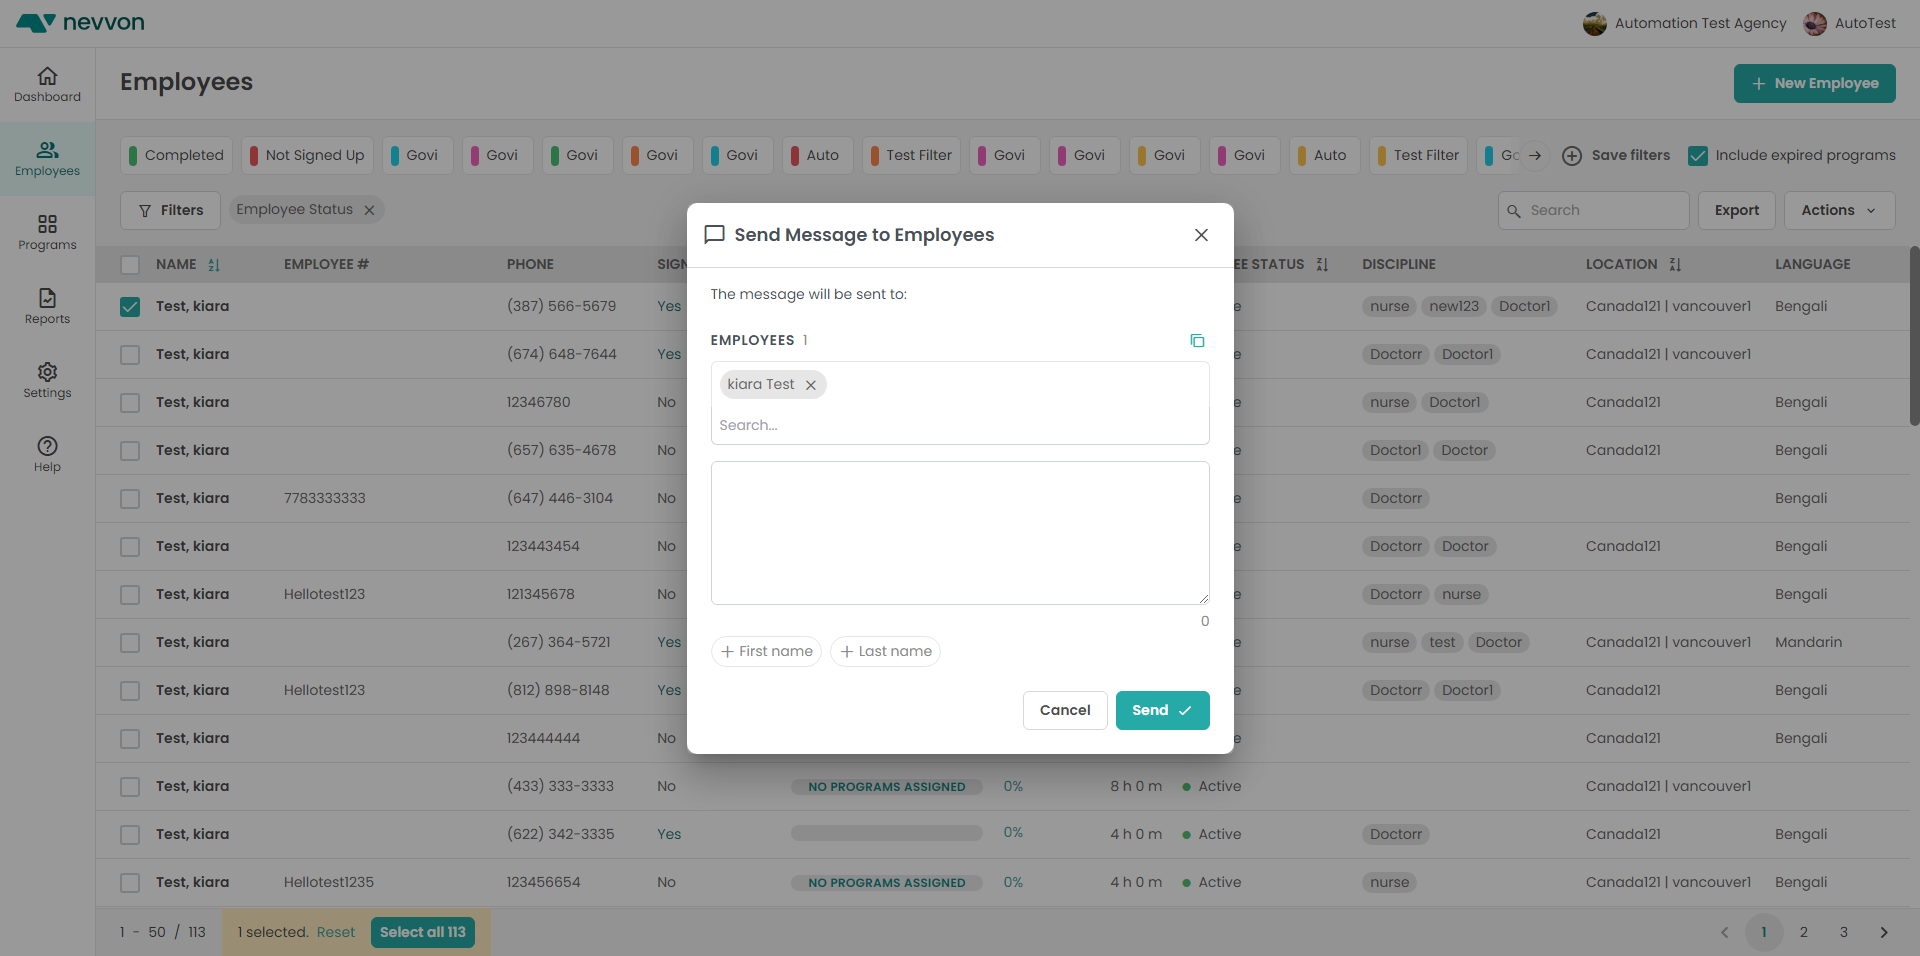 nevvon
Automation Test Agency
AutoTest
Dashboard
Employees
Programs
Reports
Settings
Help
Employees
New Employee
Completed
Not Signed Up
Govi
Govi
Govi
Govi
Govi
Auto
Test Filter
Govi
Govi
Govi
Govi
Auto
Test Filter
Save filters
Include expired programs
Filters
Employee Status
Search
Export
Actions
NAME EMPLOYEE # PHONE SIGN EE STATUS DISCIPLINE LOCATION LANGUAGE
Test, kiara (387) 566-5679 Yes e nurse new123 Doctor1 Canada121 | vancouver1 Bengali
Test, kiara (674) 648-7644 Yes e Doctorr Doctor1 Canada121 | vancouver1
Test, kiara 12346780 No e nurse Doctor1 Canada121 Bengali
Test, kiara (657) 635-4678 No e Doctor1 Doctor Canada121 Bengali
Test, kiara 7783333333 (647) 446-3104 No e Doctorr Bengali
Test, kiara 123443454 No e Doctorr Doctor Canada121 Bengali
Test, kiara Hellotest123 121345678 No e Doctorr nurse Bengali
Test, kiara (267) 364-5721 Yes e nurse test Doctor Canada121 | vancouver1 Mandarin
Test, kiara Hellotest123 (812) 898-8148 Yes e Doctorr Doctor1 Canada121 Bengali
Test, kiara 123444444 No e Canada121 Bengali
Test, kiara (433) 333-3333 No NO PROGRAMS ASSIGNED 0% 8 h 0 m Active Canada121 | vancouver1
Test, kiara (622) 342-3335 Yes 0% 4 h 0 m Active Doctorr Canada121 Bengali
Test, kiara Hellotest1235 123456654 No NO PROGRAMS ASSIGNED 0% 4 h 0 m Active nurse Canada121 | vancouver1 Bengali
1 - 50 / 113
1 selected. Reset
Select all 113
1 2 3
Send Message to Employees
The message will be sent to:
EMPLOYEES 1
kiara Test
Search...
0
+ First name
+ Last name
Cancel
Send